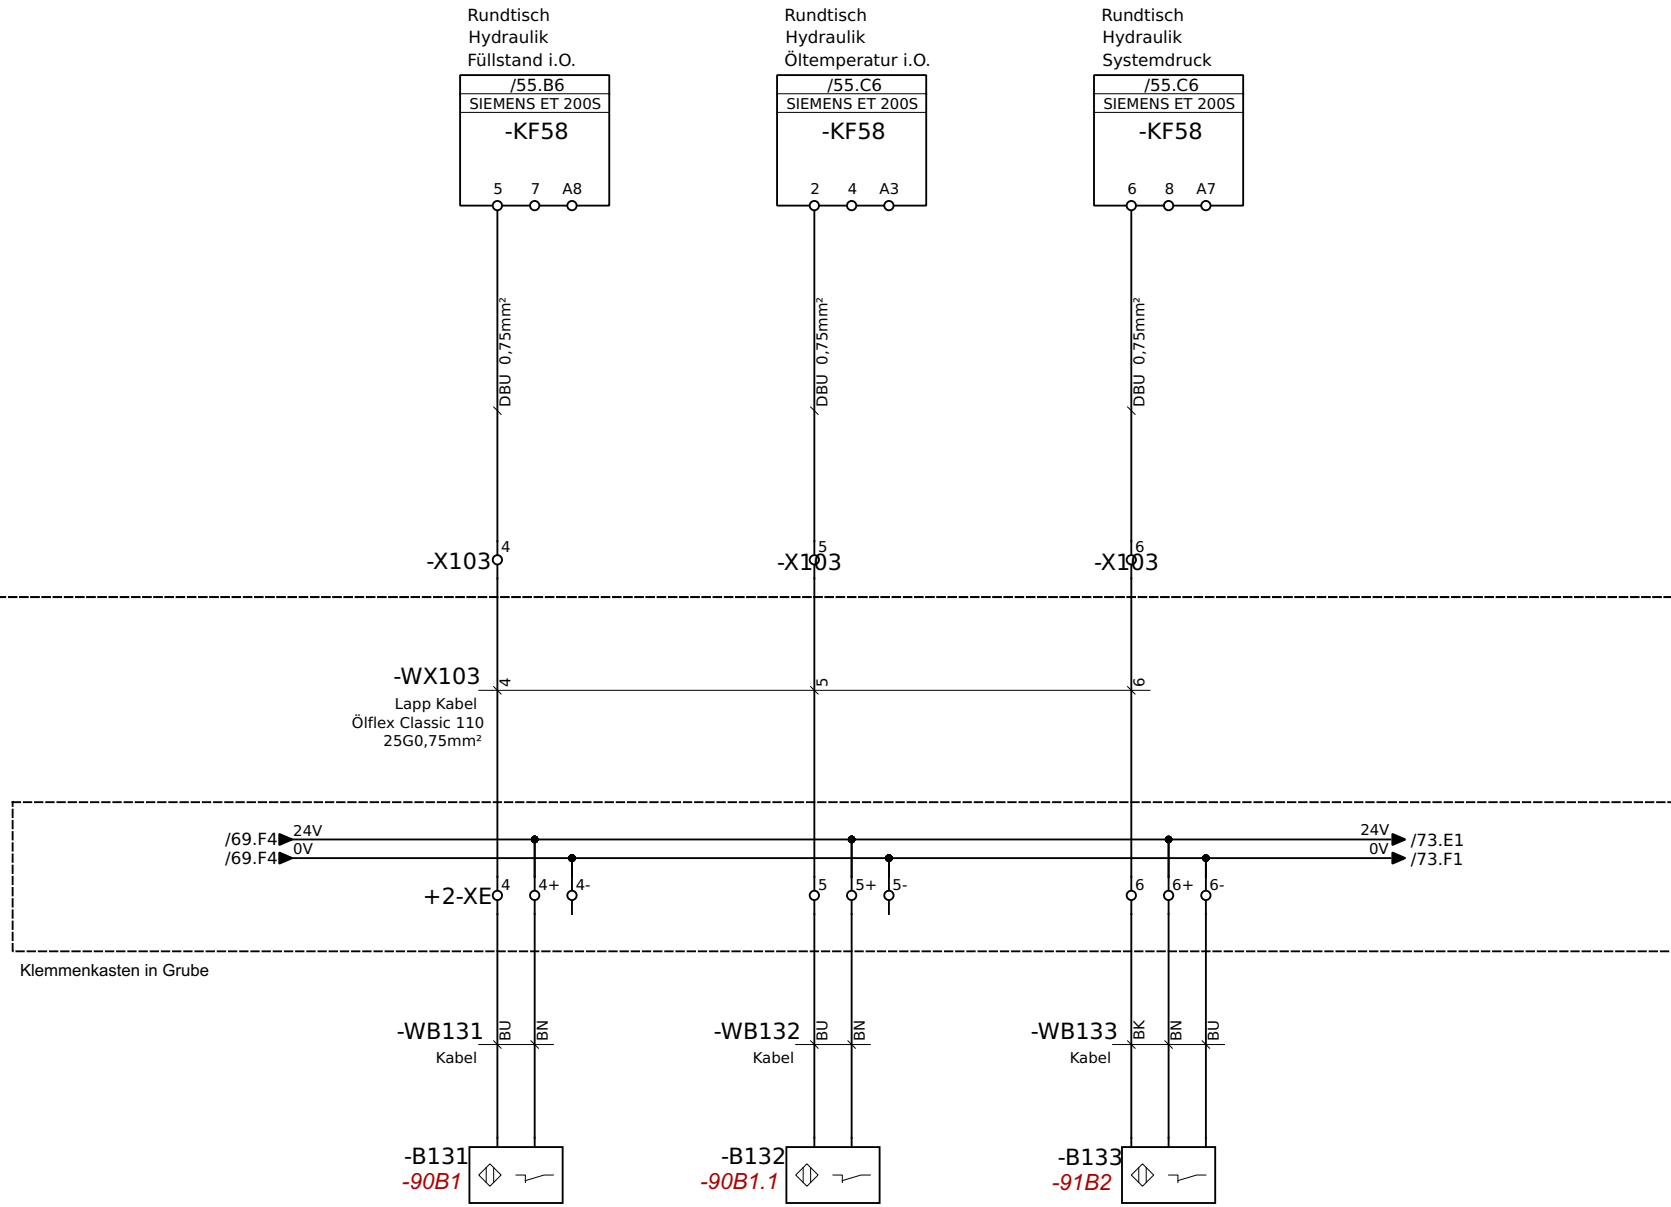 Rundtisch
Hydraulik
Füllstand i.O.
/55.B6
SIEMENS ET 200S
-KF58
5 7 A8
Rundtisch
Hydraulik
Öltemperatur i.O.
/55.C6
SIEMENS ET 200S
-KF58
2 4 A3
Rundtisch
Hydraulik
Systemdruck
/55.C6
SIEMENS ET 200S
-KF58
6 8 A7
DBU 0,75mm²
DBU 0,75mm²
DBU 0,75mm²
-X103 4
-X103 5
-X103 6
-WX103 4 5 6
Lapp Kabel
Ölflex Classic 110
25G0,75mm²
/69.F4 24V 24V /73.E1
/69.F4 0V 0V /73.F1
+2-XE 4 4+ 4- 5 5+ 5- 6 6+ 6-
Klemmenkasten in Grube
-WB131 BU BN
Kabel
-WB132 BU BN
Kabel
-WB133 BK BN BU
Kabel
-B131
-90B1
-B132
-90B1.1
-B133
-91B2